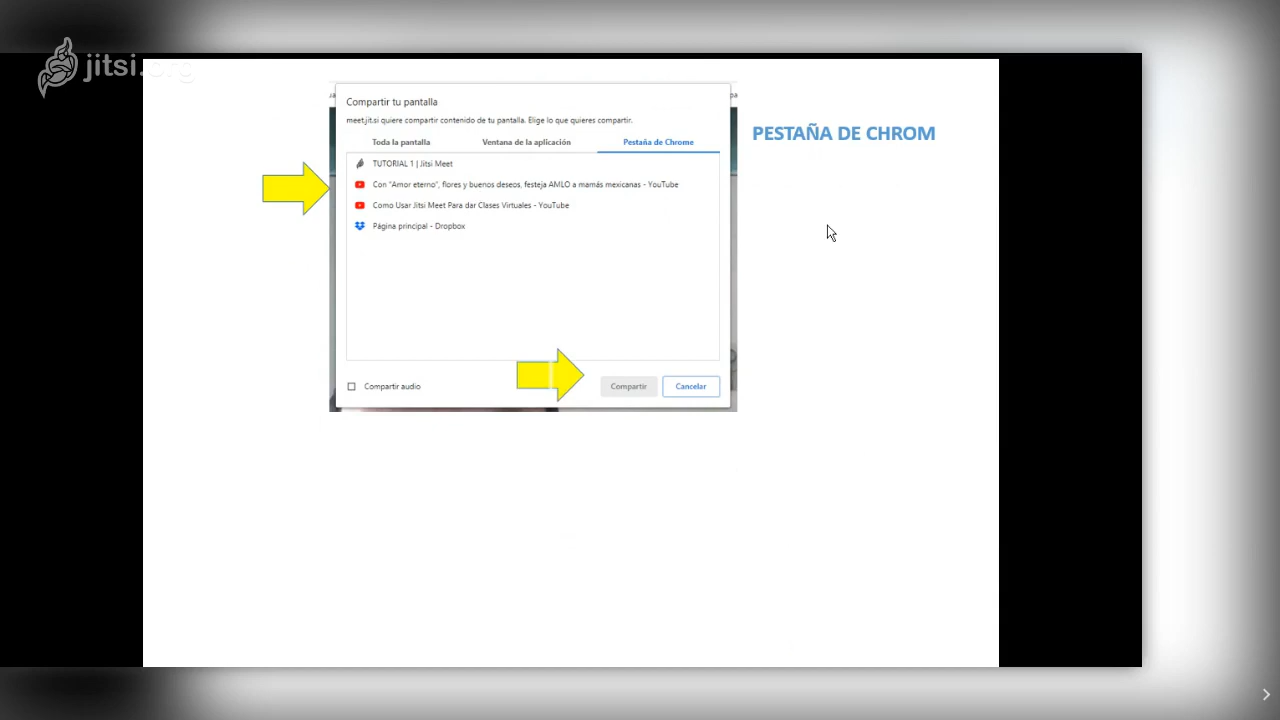 jitsi.org
Compartir tu pantalla
meet.jit.si quiere compartir contenido de tu pantalla. Elige lo que quieres compartir.
Toda la pantalla Ventana de la aplicación Pestaña de Chrome
TUTORIAL 1 | Jitsi Meet
Con "Amor eterno", flores y buenos deseos, festeja AMLO a mamás mexicanas - YouTube
Como Usar Jitsi Meet Para dar Clases Virtuales - YouTube
Página principal - Dropbox
Compartir audio
Compartir Cancelar
PESTAÑA DE CHROM